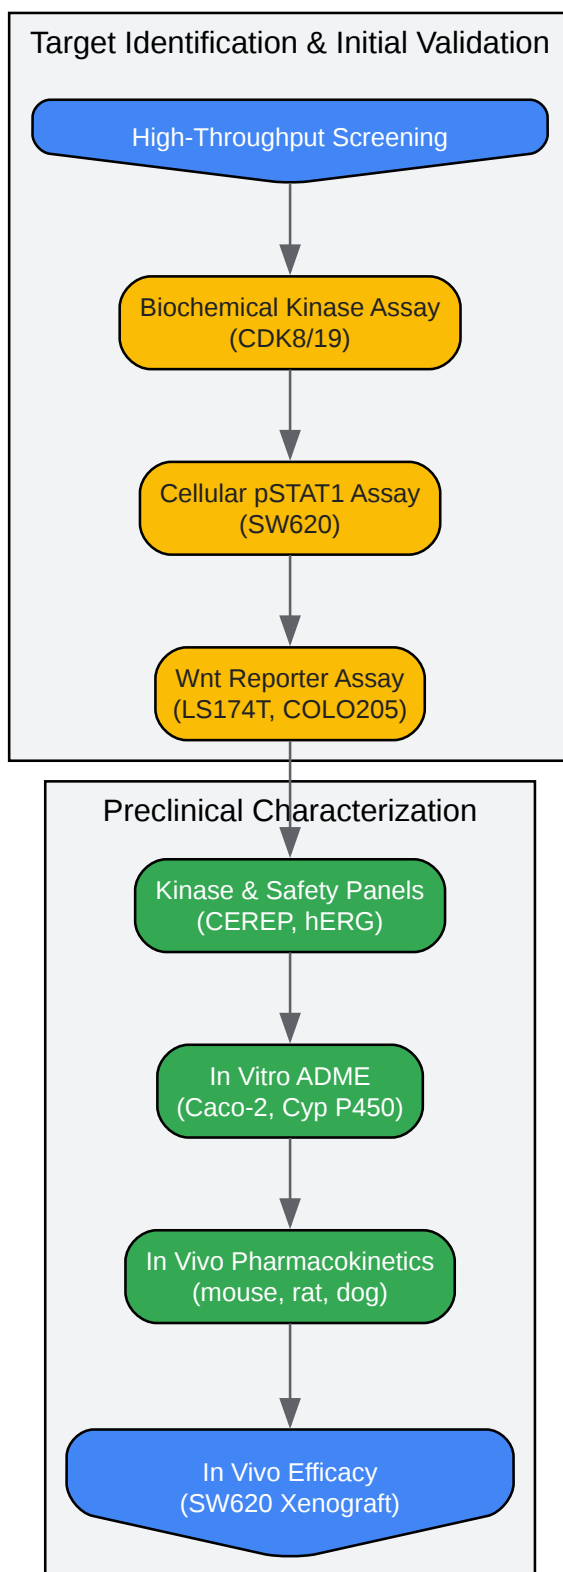 Target Identification & Initial Validation
High-Throughput Screening
Biochemical Kinase Assay
(CDK8/19)
Cellular pSTAT1 Assay
(SW620)
Wnt Reporter Assay
(LS174T, COLO205)
Preclinical Characterization
Kinase & Safety Panels
(CEREP, hERG)
In Vitro ADME
(Caco-2, Cyp P450)
In Vivo Pharmacokinetics
(mouse, rat, dog)
In Vivo Efficacy
(SW620 Xenograft)